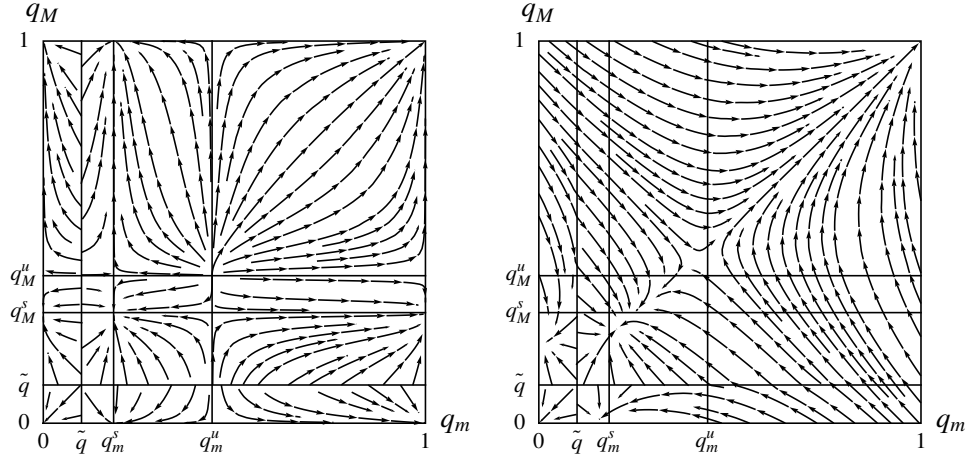 q_M q_M
1 1
q_M^u q_M^u
q_M^s q_M^s
q̃ q̃
0 q_m 0 q_m
0 q̃ q_m^s q_m^u 1 0 q̃ q_m^s q_m^u 1